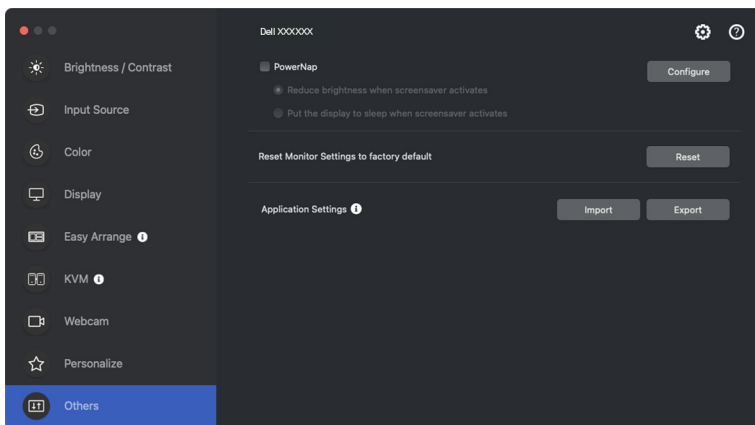 Dell XXXXXX
Brightness / Contrast
Input Source
Color
Display
Easy Arrange
KVM
Webcam
Personalize
Others
PowerNap
Configure
Reduce brightness when screensaver activates
Put the display to sleep when screensaver activates
Reset Monitor Settings to factory default
Reset
Application Settings
Import
Export